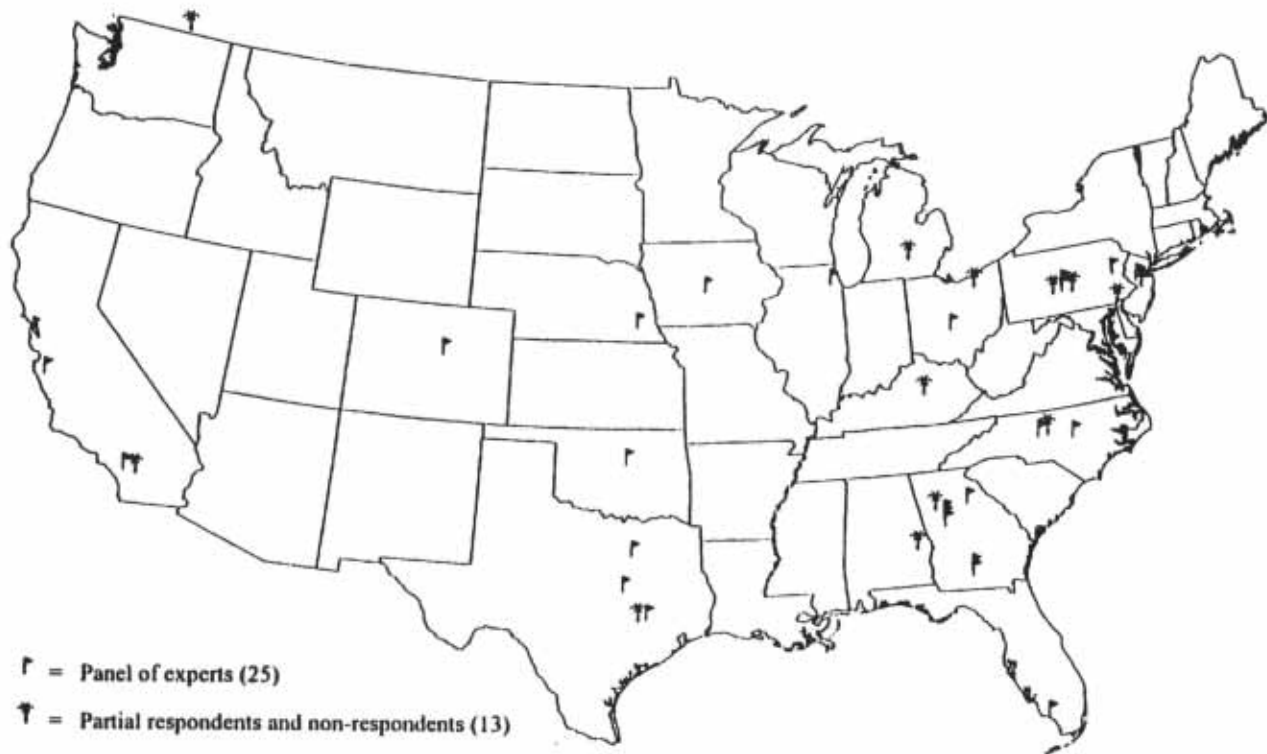 = Panel of experts (25)
= Partial respondents and non-respondents (13)